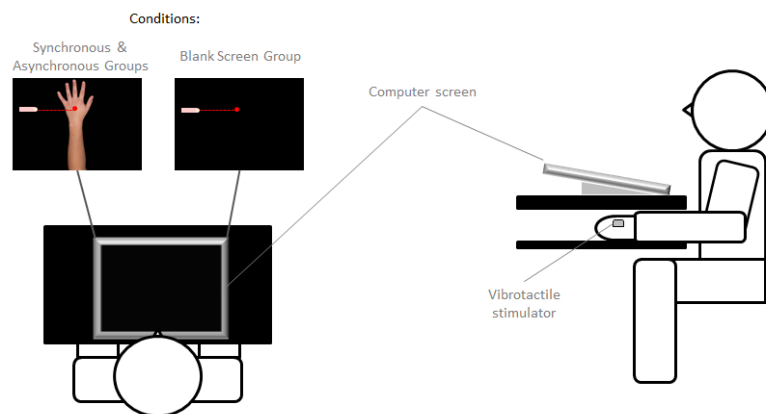 Conditions:
Synchronous &
Asynchronous Groups
Blank Screen Group
Computer screen
Vibrotactile
stimulator